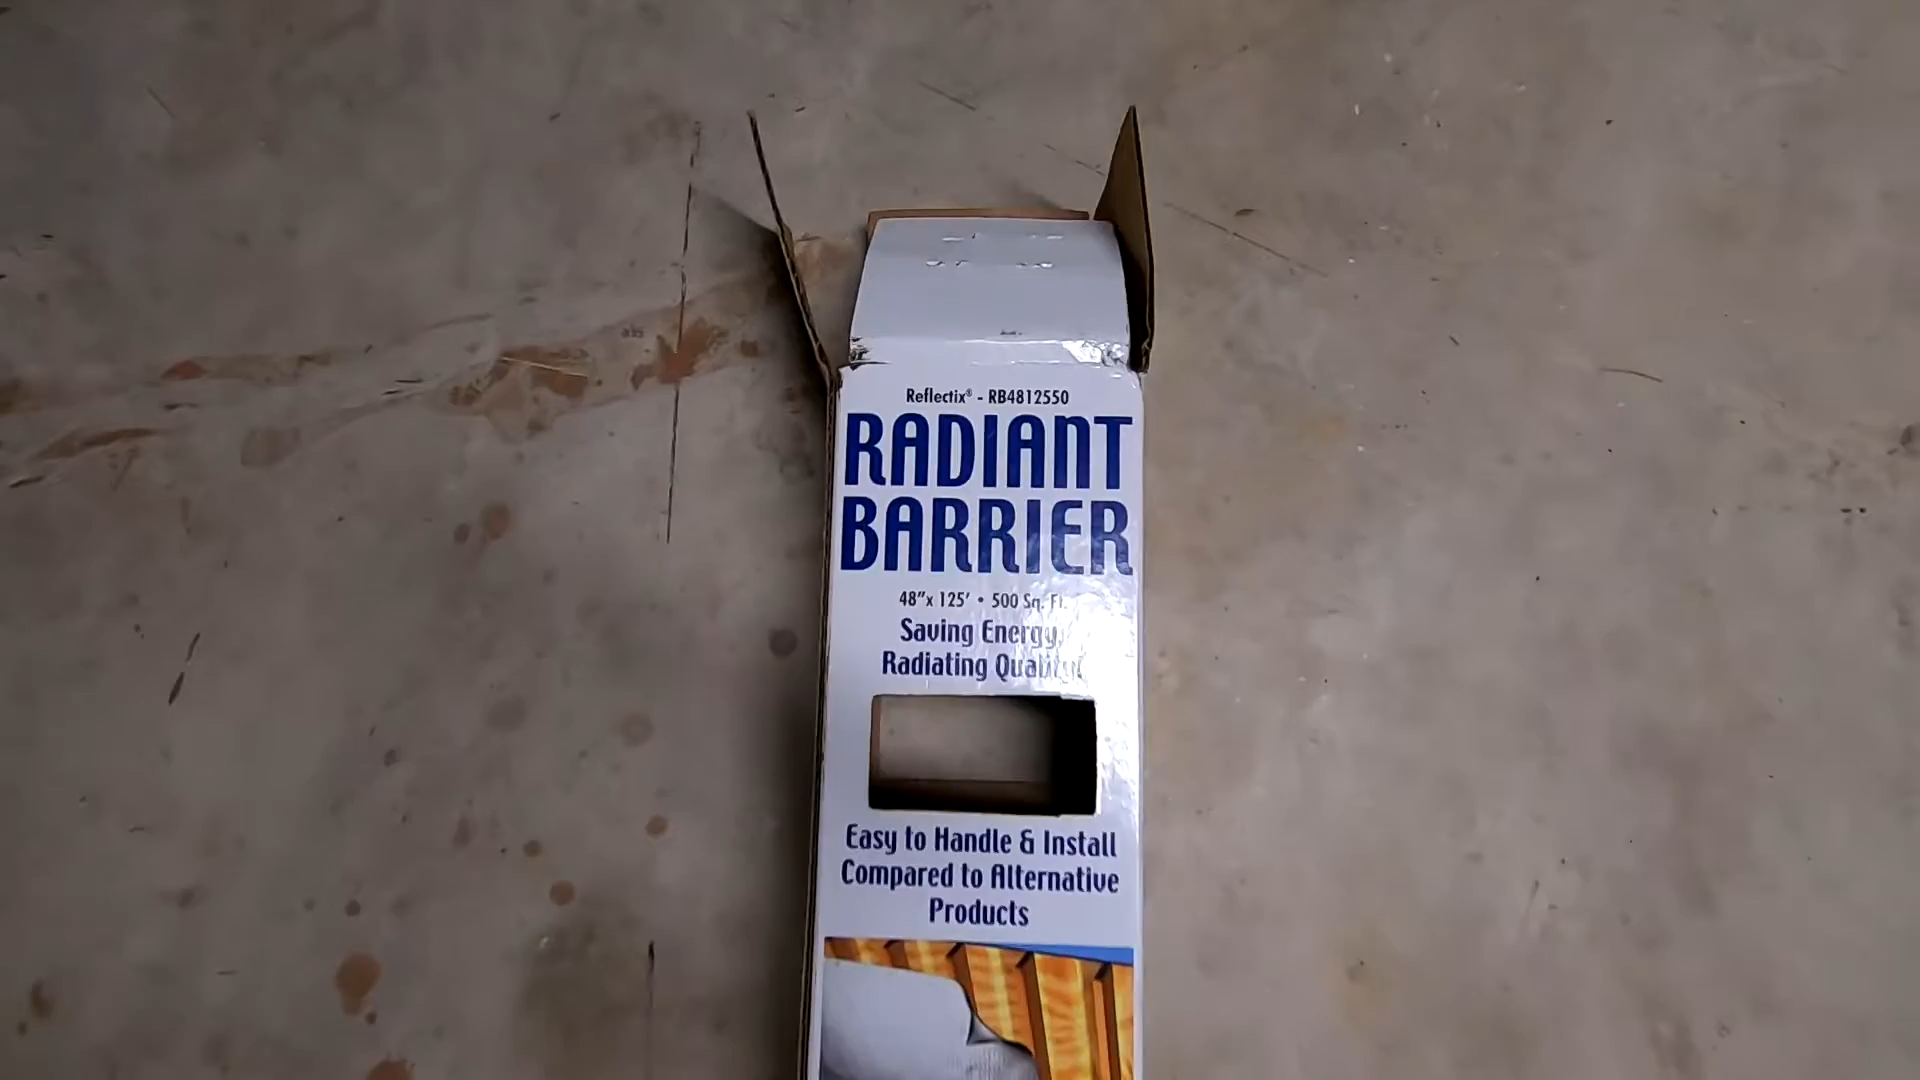 Reflectix® - RB4812550
RADIANT
BARRIER
48"x 125' • 500 Sq. Ft.
Saving Energy,
Radiating Quality!
Easy to Handle & Install
Compared to Alternative
Products